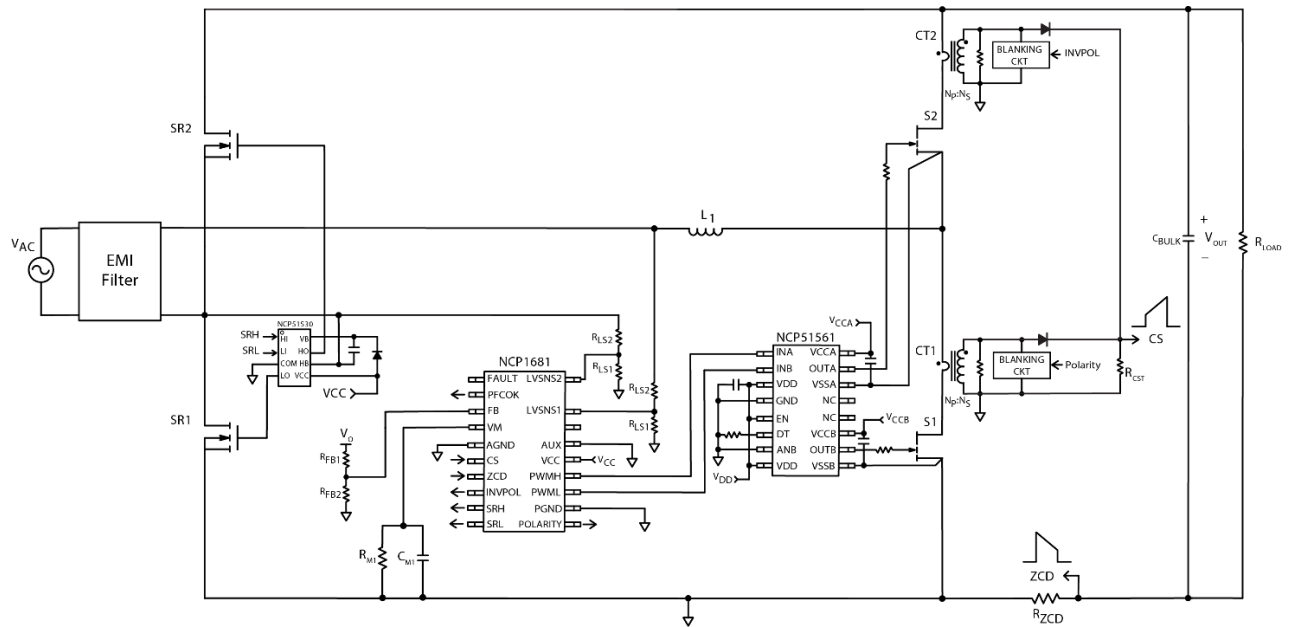 CT2
BLANKING
CKT
INVPOL
NP:NS
S2
SR2
L1
VAC
EMI
Filter
CBULK
+
VOUT
−
RLOAD
NCP51530
SRH
SRL
HI
LI
COM
LO
VB
HO
HB
VCC
VCC
RLS2
RLS1
RLS2
RLS1
NCP1681
FAULT
PFCOK
FB
VM
AGND
CS
ZCD
INVPOL
SRH
SRL
LVSNS2
LVSNS1
AUX
VCC
PWMH
PWML
PGND
POLARITY
VCC
NCP51561
VCCA
INA
INB
VDD
GND
EN
DT
ANB
VDD
VCCA
OUTA
VSSA
NC
NC
VCCB
OUTB
VSSB
VCCB
VDD
CT1
BLANKING
CKT
Polarity
NP:NS
CS
RCST
S1
SR1
VO
RFB1
RFB2
RM1
CM1
ZCD
RZCD